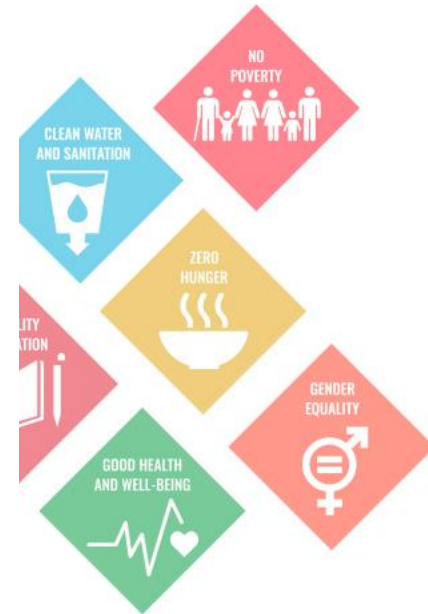 NO
POVERTY
CLEAN WATER
AND SANITATION
ZERO
HUNGER
LITY
ATION
GENDER
EQUALITY
GOOD HEALTH
AND WELL-BEING